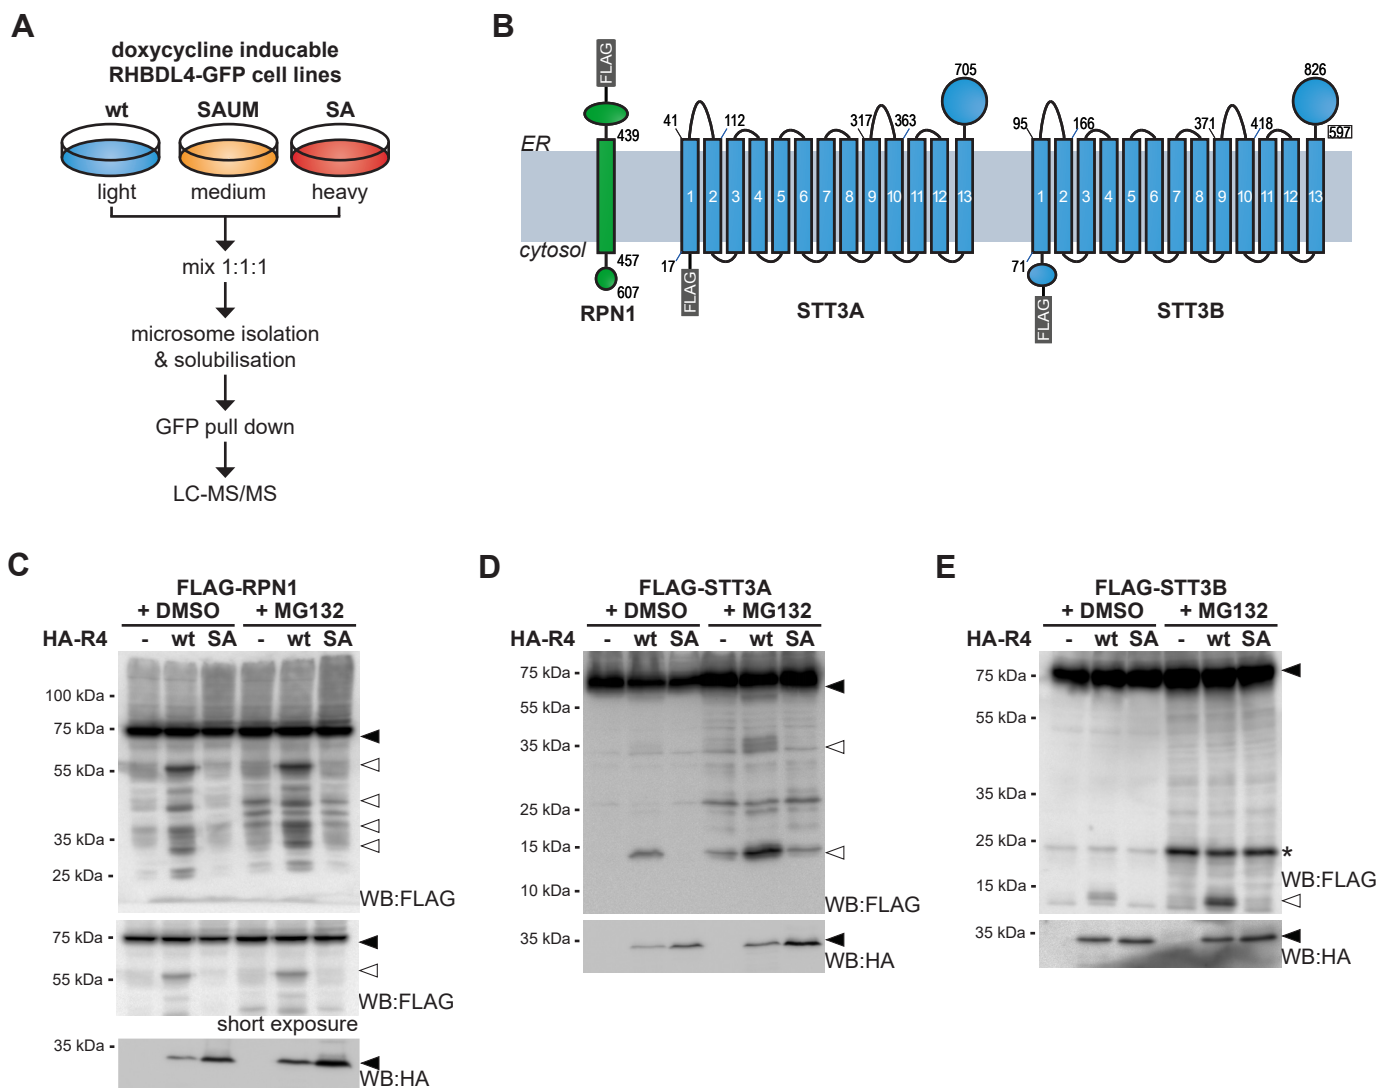 A
doxycycline inducable
RHBDL4-GFP cell lines
wt SAUM SA
light medium heavy
mix 1:1:1
microsome isolation
& solubilisation
GFP pull down
LC-MS/MS
B
FLAG
705
826
41 112 317 363
95 166 371 418
597
439
ER
1 2 3 4 5 6 7 8 9 10 11 12 13
1 2 3 4 5 6 7 8 9 10 11 12 13
cytosol
457
17
71
607
FLAG
FLAG
RPN1 STT3A STT3B
C
FLAG-RPN1
+ DMSO + MG132
HA-R4 - wt SA - wt SA
100 kDa -
75 kDa -
55 kDa -
35 kDa -
25 kDa -
WB:FLAG
75 kDa -
55 kDa -
WB:FLAG
short exposure
35 kDa -
WB:HA
D
FLAG-STT3A
+ DMSO + MG132
HA-R4 - wt SA - wt SA
75 kDa -
55 kDa -
35 kDa -
25 kDa -
15 kDa -
10 kDa -
WB:FLAG
35 kDa -
WB:HA
E
FLAG-STT3B
+ DMSO + MG132
HA-R4 - wt SA - wt SA
75 kDa -
55 kDa -
35 kDa -
25 kDa -
*
WB:FLAG
15 kDa -
35 kDa -
WB:HA